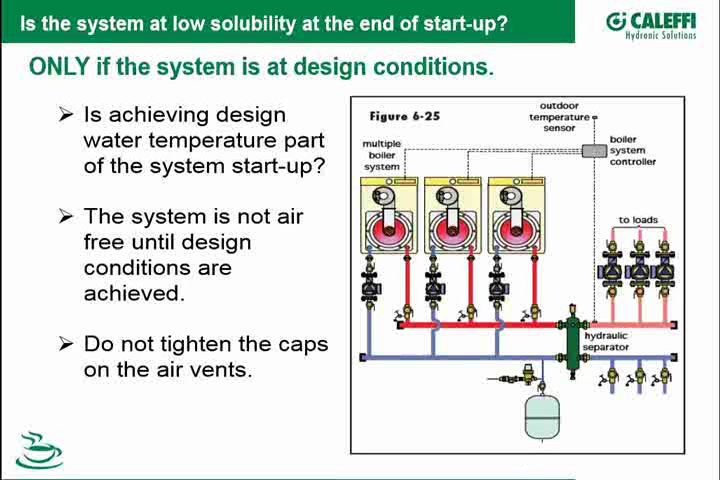 Is the system at low solubility at the end of start-up?
CALEFFI
Hydronic Solutions
ONLY if the system is at design conditions.
➢ Is achieving design
water temperature part
of the system start-up?
➢ The system is not air
free until design
conditions are
achieved.
➢ Do not tighten the caps
on the air vents.
Figure 6-25
outdoor
temperature
sensor
multiple
boiler
system
boiler
system
controller
to loads
hydraulic
separator